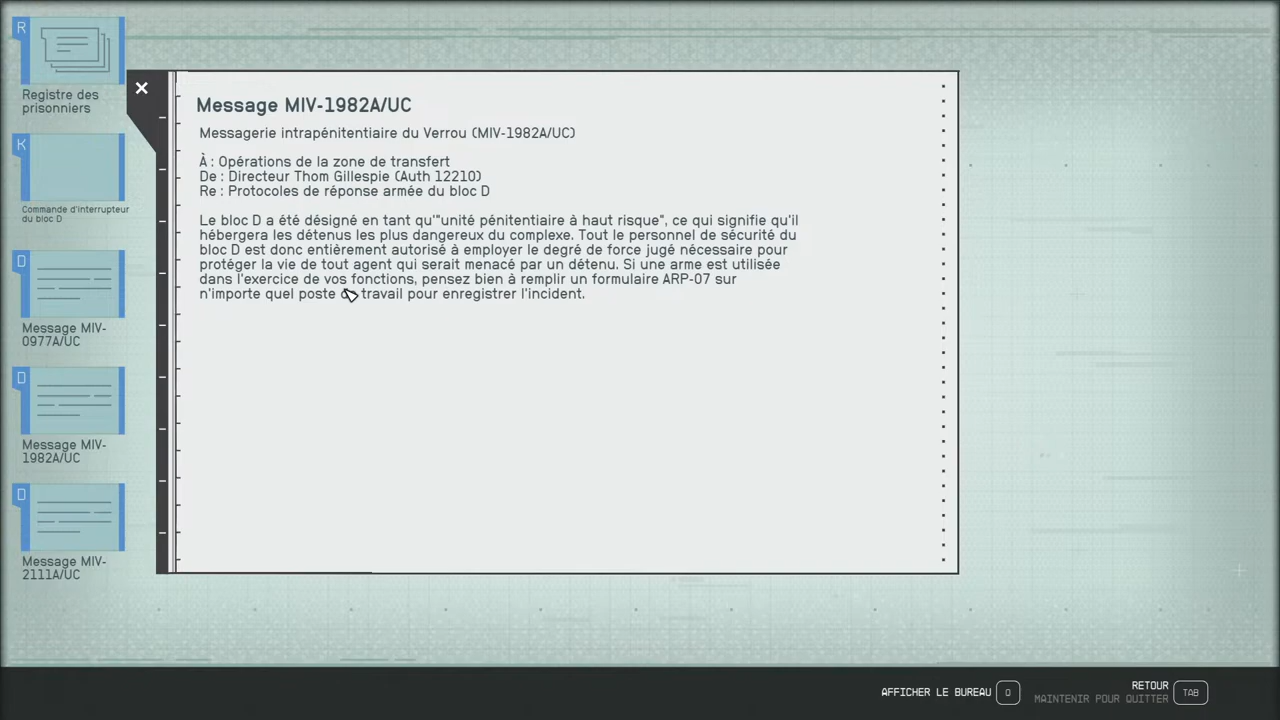 R
Registre des
prisonniers
K
Commande d'interrupteur
du bloc D
D
Message MIV-
0977A/UC
D
Message MIV-
1982A/UC
D
Message MIV-
2111A/UC
Message MIV-1982A/UC
Messagerie intrapénitentiaire du Verrou (MIV-1982A/UC)
À : Opérations de la zone de transfert
De : Directeur Thom Gillespie (Auth 12210)
Re : Protocoles de réponse armée du bloc D
Le bloc D a été désigné en tant qu'"unité pénitentiaire à haut risque", ce qui signifie qu'il
hébergera les détenus les plus dangereux du complexe. Tout le personnel de sécurité du
bloc D est donc entièrement autorisé à employer le degré de force jugé nécessaire pour
protéger la vie de tout agent qui serait menacé par un détenu. Si une arme est utilisée
dans l'exercice de vos fonctions, pensez bien à remplir un formulaire ARP-07 sur
n'importe quel poste travail pour enregistrer l'incident.
AFFICHER LE BUREAU O
RETOUR
MAINTENIR POUR QUITTER TAB